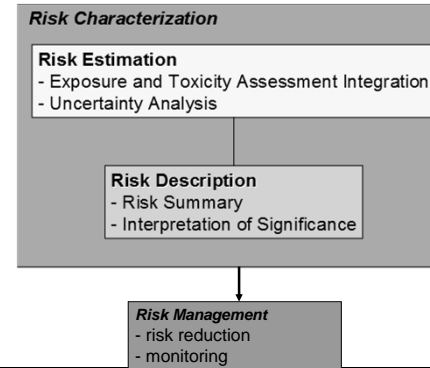 Risk Characterization
Risk Estimation
- Exposure and Toxicity Assessment Integration
- Uncertainty Analysis
Risk Description
- Risk Summary
- Interpretation of Significance
Risk Management
- risk reduction
- monitoring